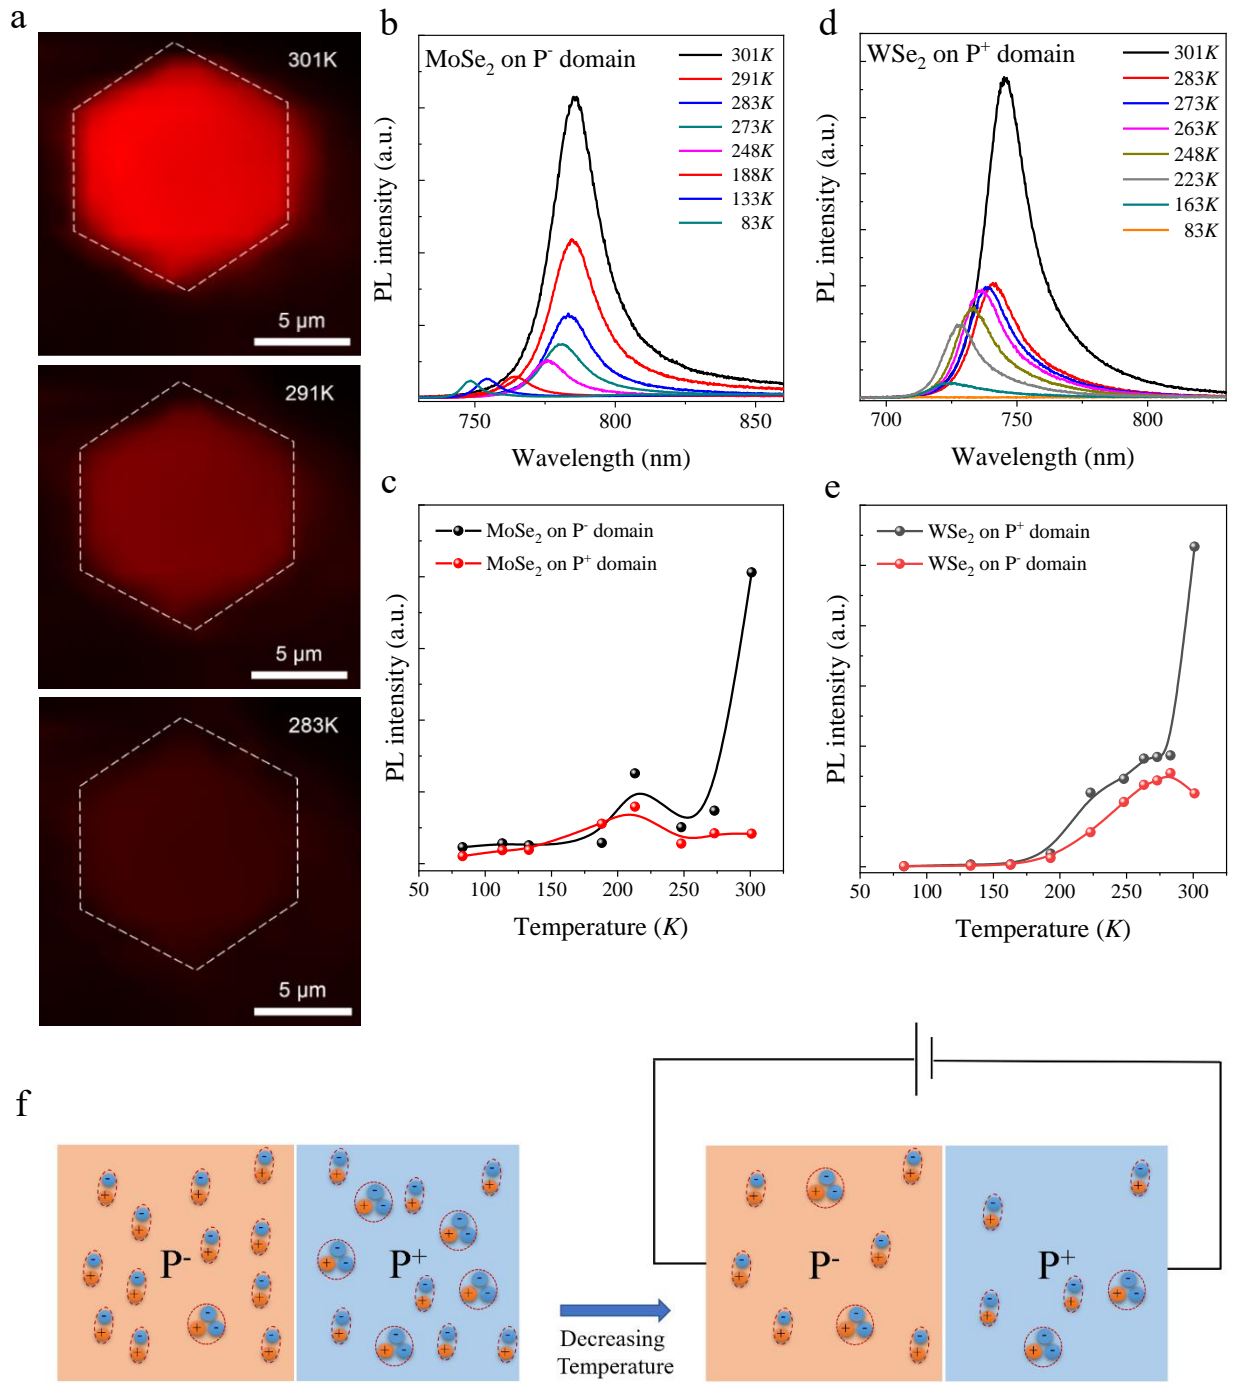 a
301K
5 μm
291K
5 μm
283K
5 μm
b
MoSe₂ on P⁻ domain
301K
291K
283K
273K
248K
188K
133K
83K
PL intensity (a.u.)
750
800
850
Wavelength (nm)
c
MoSe₂ on P⁻ domain
MoSe₂ on P⁺ domain
PL intensity (a.u.)
50
100
150
200
250
300
Temperature (K)
d
WSe₂ on P⁺ domain
301K
283K
273K
263K
248K
223K
163K
83K
PL intensity (a.u.)
700
750
800
Wavelength (nm)
e
WSe₂ on P⁺ domain
WSe₂ on P⁻ domain
PL intensity (a.u.)
50
100
150
200
250
300
Temperature (K)
f
P⁻
P⁺
Decreasing
Temperature
P⁻
P⁺